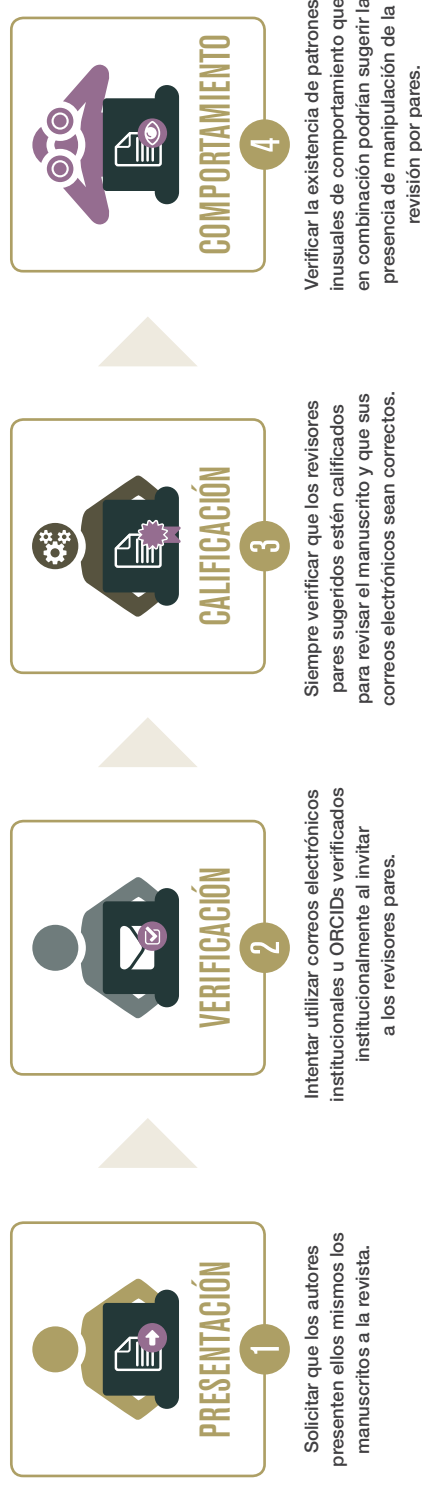 PRESENTACIÓN
1
Solicitar que los autores
presenten ellos mismos los
manuscritos a la revista.
VERIFICACIÓN
2
Intentar utilizar correos electrónicos
institucionales u ORCIDs verificados
institucionalmente al invitar
a los revisores pares.
CALIFICACIÓN
3
Siempre verificar que los revisores
pares sugeridos estén calificados
para revisar el manuscrito y que sus
correos electrónicos sean correctos.
COMPORTAMIENTO
4
Verificar la existencia de patrones
inusuales de comportamiento que
en combinación podrían sugerir la
presencia de manipulación de la
revisión por pares.